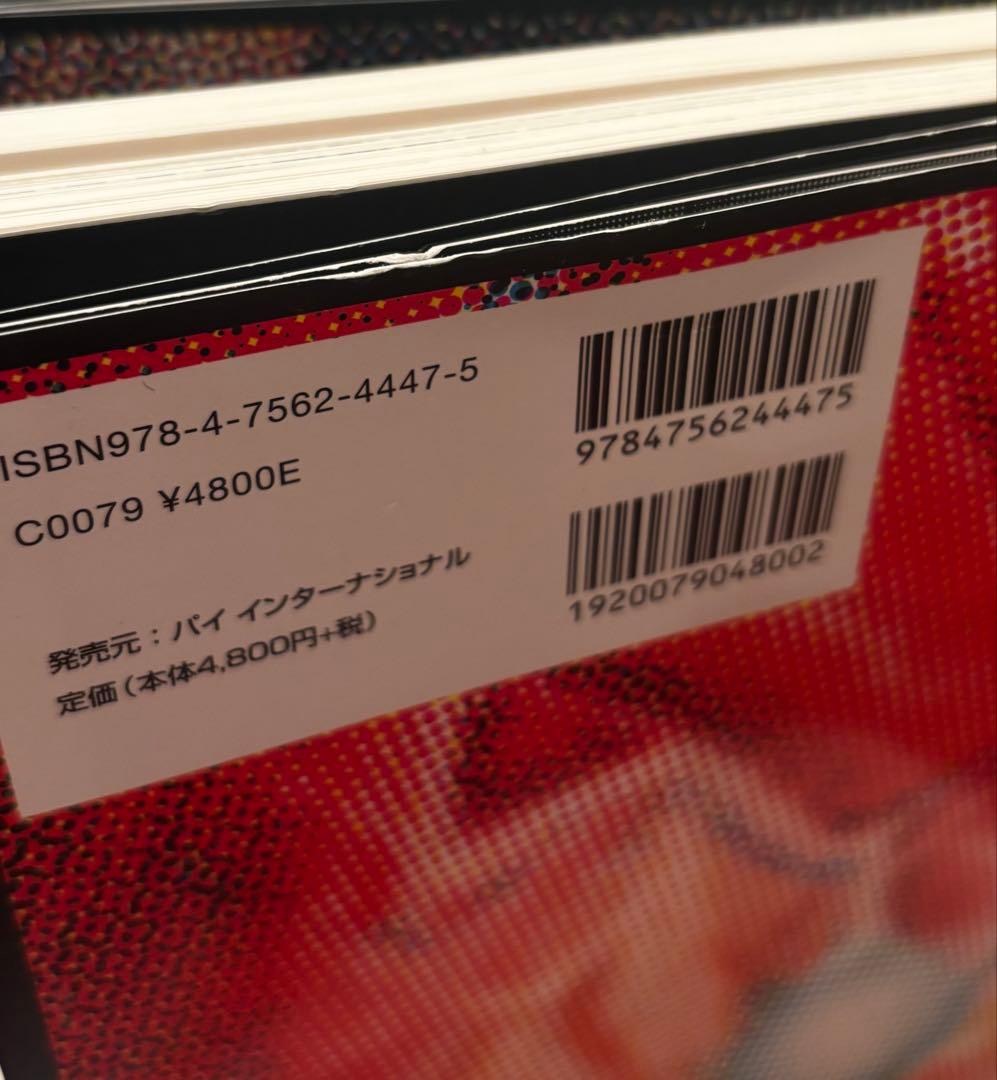 ISBN978-4-7562-4447-5
C0079 ¥4800E
発売元：パイ インターナショナル
定価(本体4,800円+税)
9784756244475
1920079048002